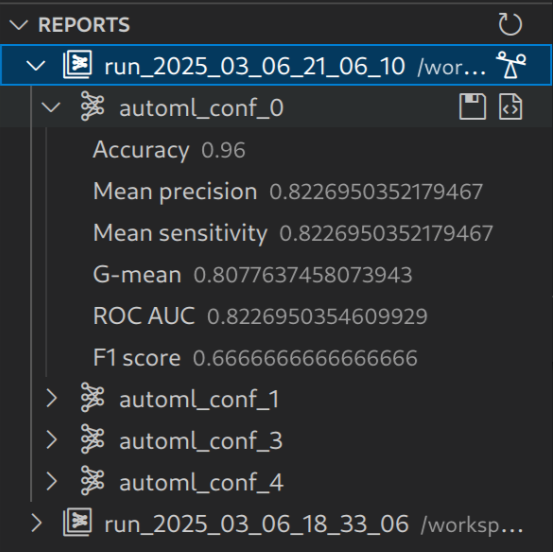 REPORTS
run_2025_03_06_21_06_10 /wor...
automl_conf_0
Accuracy 0.96
Mean precision 0.8226950352179467
Mean sensitivity 0.8226950352179467
G-mean 0.8077637458073943
ROC AUC 0.8226950354609929
F1 score 0.6666666666666666
automl_conf_1
automl_conf_3
automl_conf_4
run_2025_03_06_18_33_06 /worksp...